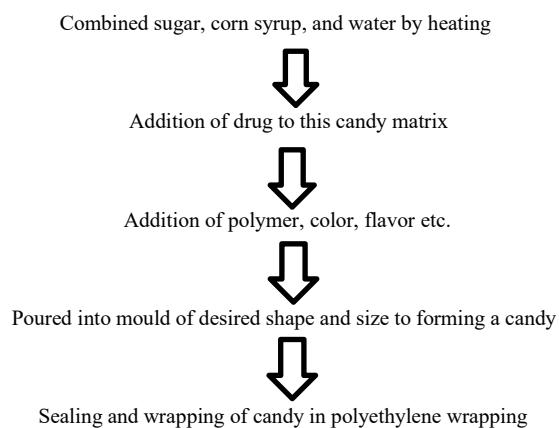 Combined sugar, corn syrup, and water by heating
Addition of drug to this candy matrix
Addition of polymer, color, flavor etc.
Poured into mould of desired shape and size to forming a candy
Sealing and wrapping of candy in polyethylene wrapping